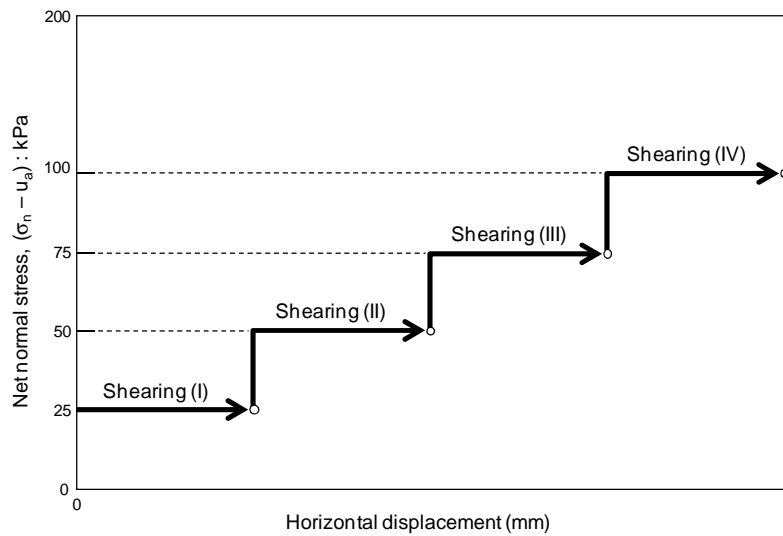 200
Net normal stress, (σn – ua) : kPa
100
Shearing (IV)
75
Shearing (III)
50
Shearing (II)
Shearing (I)
25
0
0
Horizontal displacement (mm)